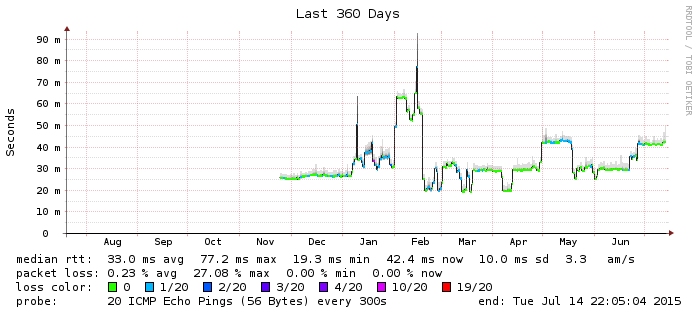 Last 360 Days
RRDTOOL / TOBI OETIKER
Seconds
90 m
80 m
70 m
60 m
50 m
40 m
30 m
20 m
10 m
0
Aug Sep Oct Nov Dec Jan Feb Mar Apr May Jun
median rtt: 33.0 ms avg 77.2 ms max 19.3 ms min 42.4 ms now 10.0 ms sd 3.3 am/s
packet loss: 0.23 % avg 27.08 % max 0.00 % min 0.00 % now
loss color: 0 1/20 2/20 3/20 4/20 10/20 19/20
probe: 20 ICMP Echo Pings (56 Bytes) every 300s end: Tue Jul 14 22:05:04 2015